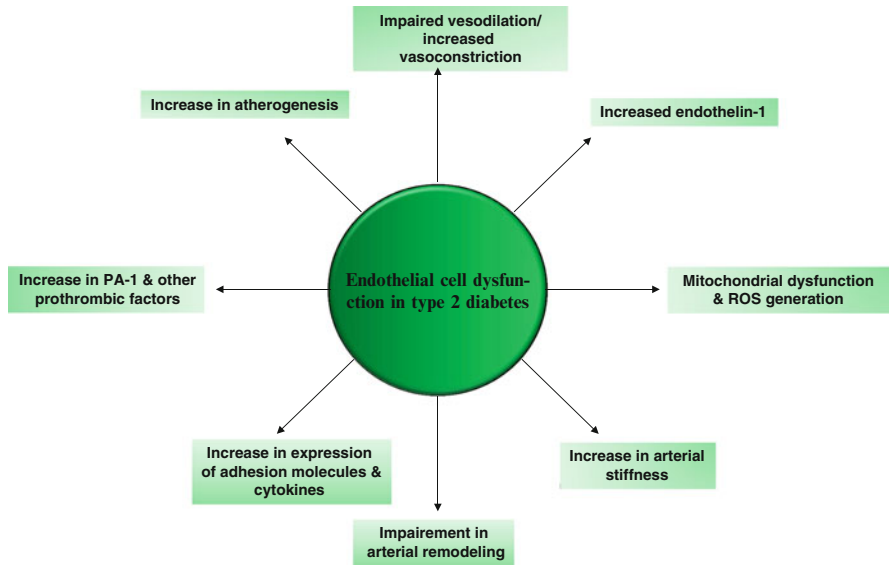 Impaired vesodilation/
increased
vasoconstriction
Increase in atherogenesis
Increased endothelin-1
Endothelial cell dysfun-
ction in type 2 diabetes
Increase in PA-1 & other
prothrombic factors
Mitochondrial dysfunction
& ROS generation
Increase in expression
of adhesion molecules &
cytokines
Increase in arterial
stiffness
Impairement in
arterial remodeling